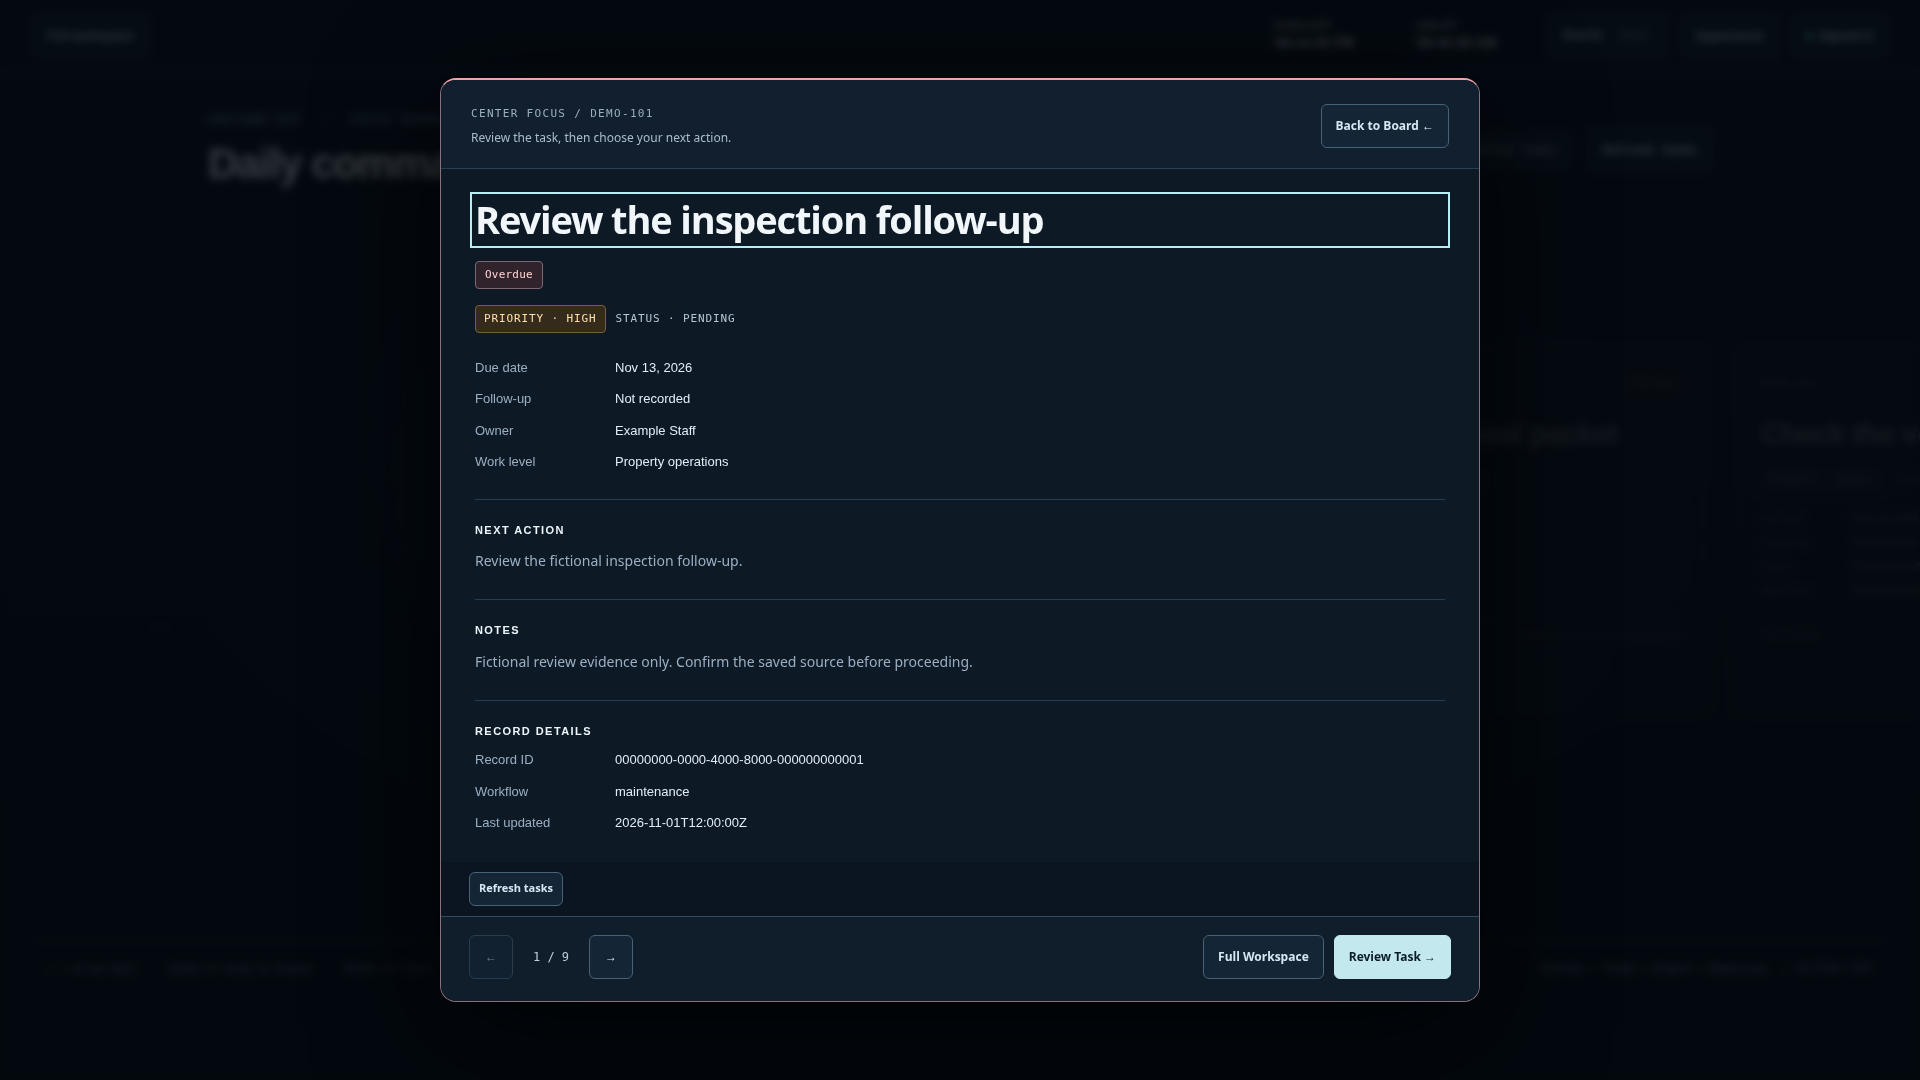 CENTER FOCUS / DEMO-101
Review the task, then choose your next action.
Back to Board ←
Daily comma
Review the inspection follow-up
Overdue
PRIORITY · HIGH STATUS · PENDING
Due date Nov 13, 2026
Follow-up Not recorded
Owner Example Staff
Work level Property operations
NEXT ACTION
Review the fictional inspection follow-up.
NOTES
Fictional review evidence only. Confirm the saved source before proceeding.
RECORD DETAILS
Record ID 00000000-0000-4000-8000-000000000001
Workflow maintenance
Last updated 2026-11-01T12:00:00Z
Refresh tasks
← 1 / 9 →
Full Workspace
Review Task →